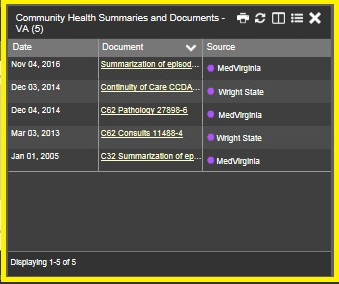 Community Health Summaries and Documents -
VA (5)
Date Document Source
Nov 04, 2016 Summarization of episod... MedVirginia
Dec 03, 2014 Continuity of Care CCDA... Wright State
Dec 04, 2014 C62 Pathology 27898-6 MedVirginia
Mar 03, 2013 C62 Consults 11488-4 Wright State
Jan 01, 2005 C32 Summarization of ep... MedVirginia
Displaying 1-5 of 5